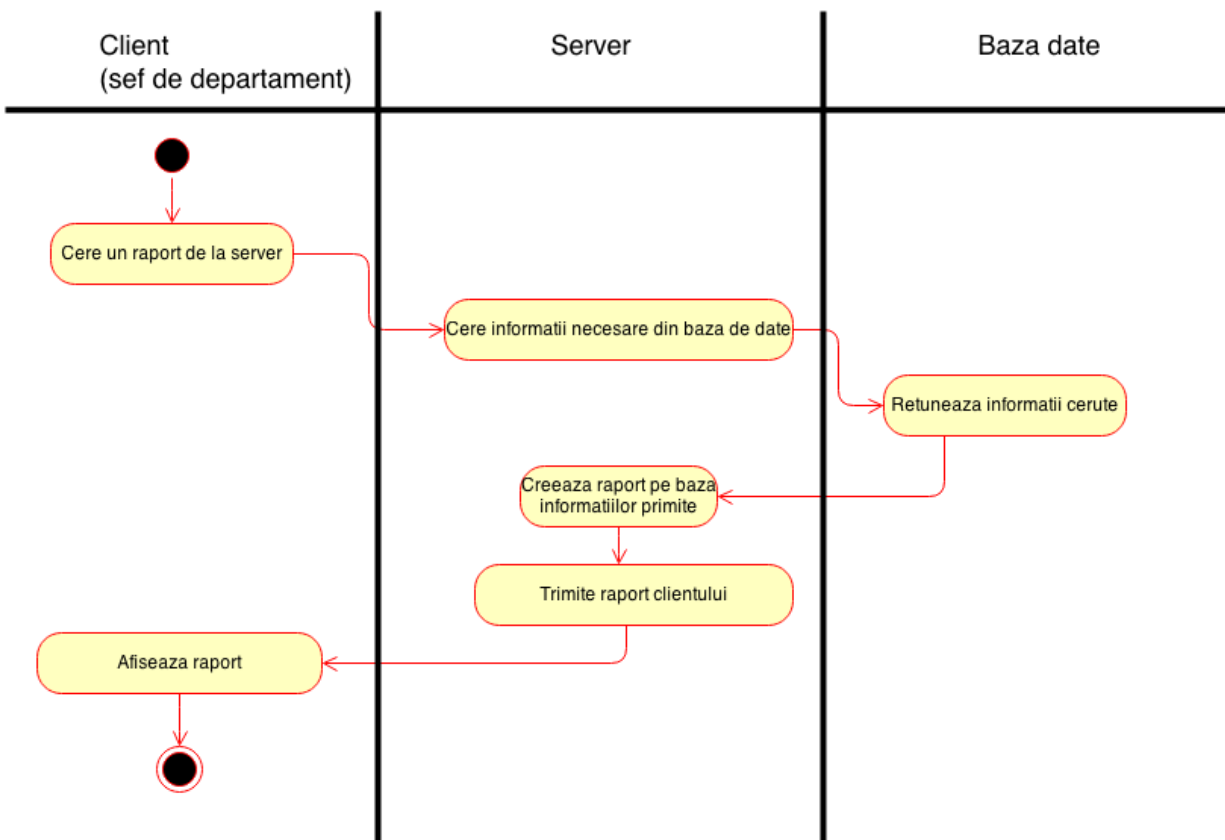 Client
(sef de departament)
Server
Baza date
Cere un raport de la server
Cere informatii necesare din baza de date
Retuneaza informatii cerute
Creeaza raport pe baza
informatiilor primite
Trimite raport clientului
Afiseaza raport